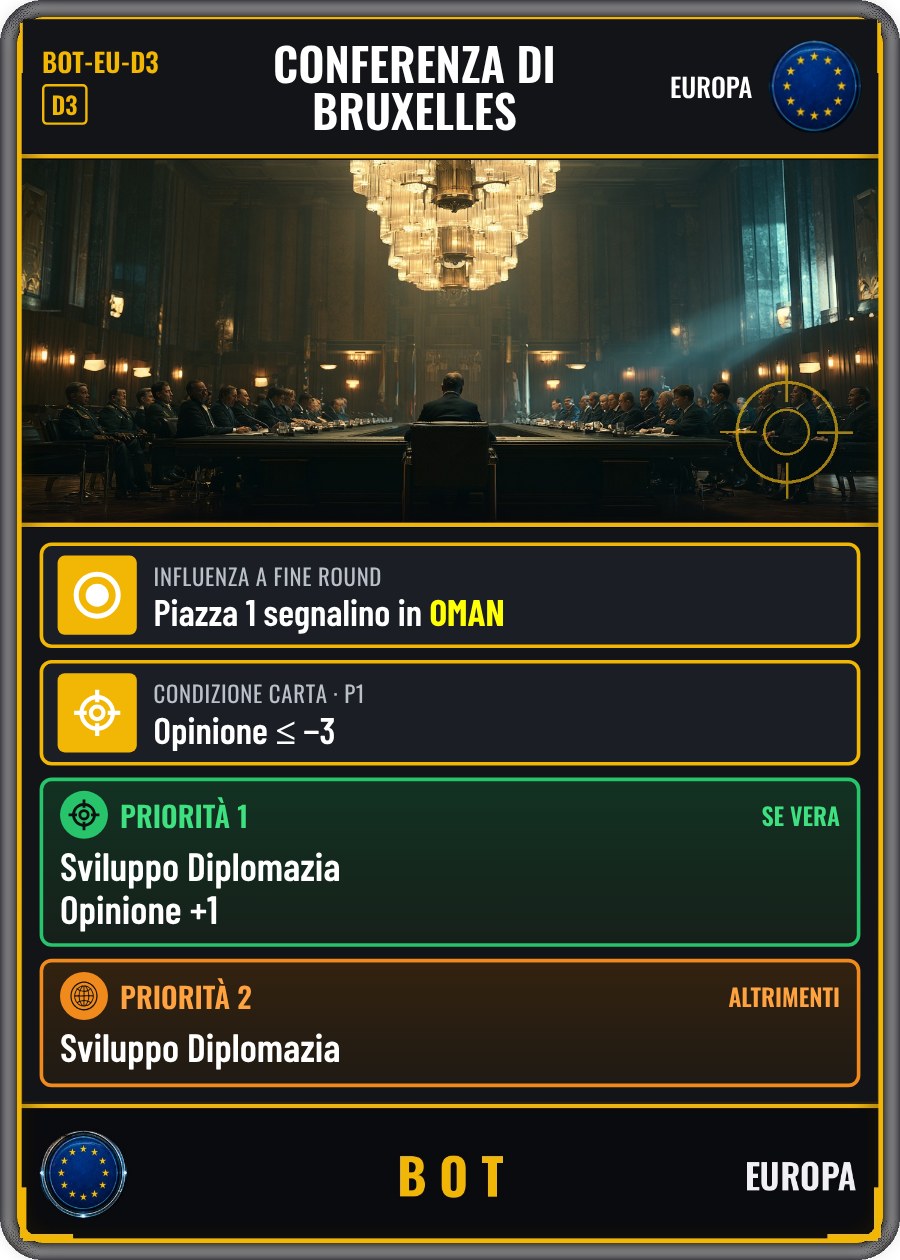 BOT-EU-D3
D3
CONFERENZA DI
BRUXELLES
EUROPA
INFLUENZA A FINE ROUND
Piazza 1 segnalino in OMAN
CONDIZIONE CARTA · P1
Opinione ≤ −3
PRIORITÀ 1
SE VERA
Sviluppo Diplomazia
Opinione +1
PRIORITÀ 2
ALTRIMENTI
Sviluppo Diplomazia
BOT
EUROPA